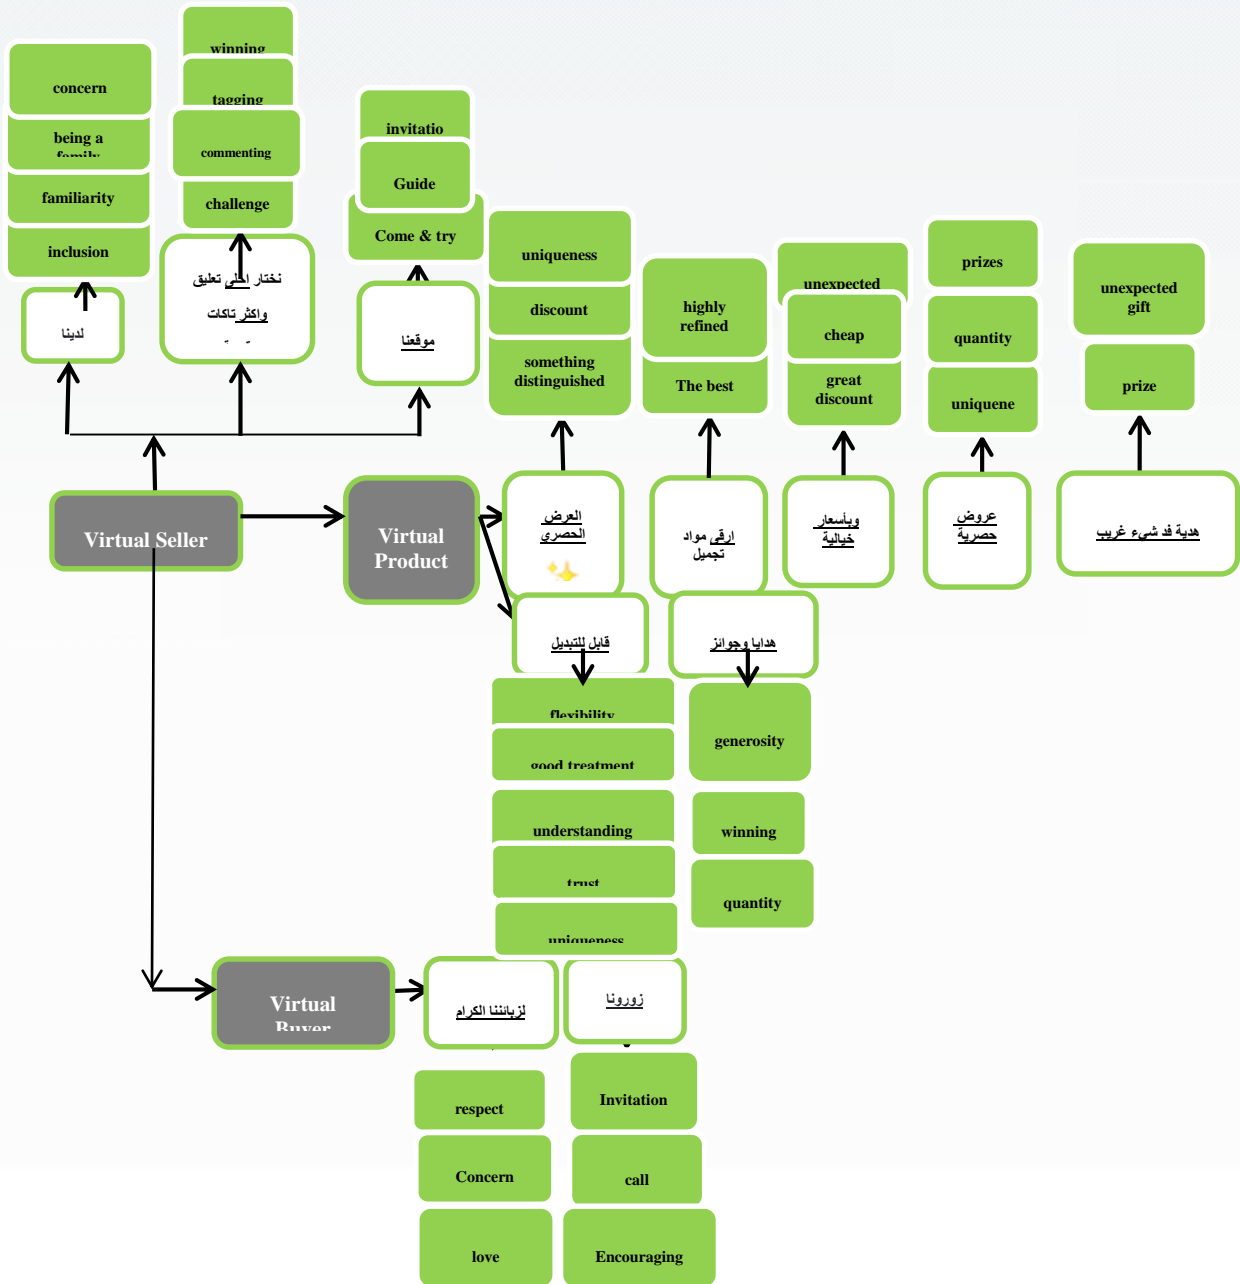 winning
tagging
commenting
challenge
concern
being a
family
familiarity
inclusion
invitatio
Guide
Come & try
uniqueness
discount
something
distinguished
highly
refined
The best
unexpected
cheap
great
discount
prizes
quantity
uniquene
unexpected
gift
prize
لدينا
نختار احلى تعليق
واكثر تاكات
موقعنا
Virtual Seller
Virtual
Product
العرض
الحصري
ارقى مواد
تجميل
وبأسعار
خيالية
عروض
حصرية
هدية فد شيء غريب
قابل للتبديل
هدايا وجوائز
flexibility
good treatment
understanding
trust
uniqueness
generosity
winning
quantity
Virtual
Buyer
لزبائننا الكرام
زورونا
respect
Concern
love
Invitation
call
Encouraging